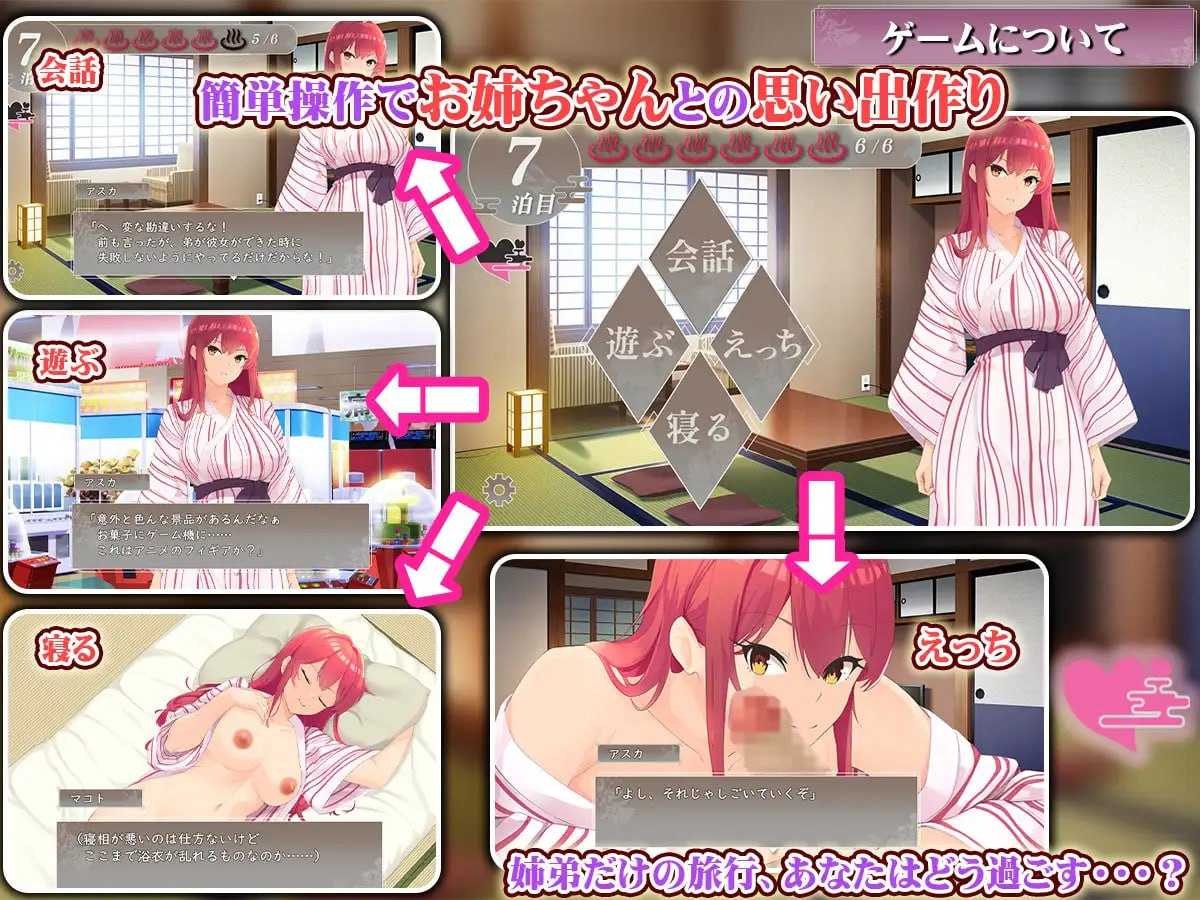 ゲームについて
簡単操作でお姉ちゃんとの思い出作り
7
泊
5/6
会話
アスカ
「へ、変な勘違いするな！
前も言ったが、弟が彼女ができた時に
失敗しないようにやってるだけだからな！」
7
泊目
6/6
会話
遊ぶ
えっち
寝る
遊ぶ
アスカ
「意外と色んな景品があるんだなぁ
お菓子にゲーム機に……
これはアニメのフィギアか？」
寝る
マコト
（寝相が悪いのは仕方ないけど
ここまで浴衣が乱れるものなのか……）
えっち
アスカ
「よし、それじゃしごいていくぞ」
姉弟だけの旅行、あなたはどう過ごす・・・？